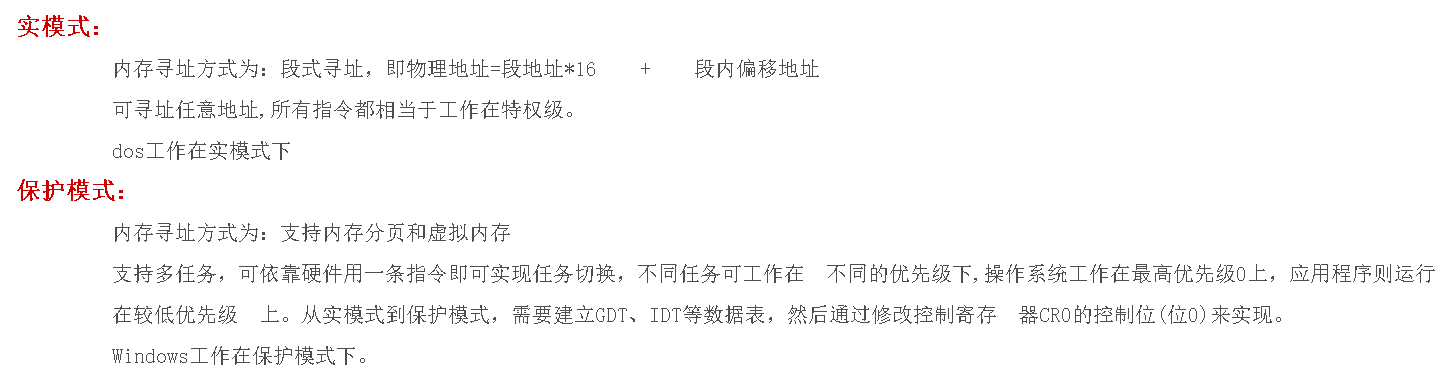 实模式：
内存寻址方式为：段式寻址，即物理地址=段地址*16 + 段内偏移地址
可寻址任意地址,所有指令都相当于工作在特权级。
dos工作在实模式下
保护模式：
内存寻址方式为：支持内存分页和虚拟内存
支持多任务，可依靠硬件用一条指令即可实现任务切换，不同任务可工作在 不同的优先级下,操作系统工作在最高优先级0上，应用程序则运行
在较低优先级 上。从实模式到保护模式，需要建立GDT、IDT等数据表，然后通过修改控制寄存 器CR0的控制位(位0)来实现。
Windows工作在保护模式下。